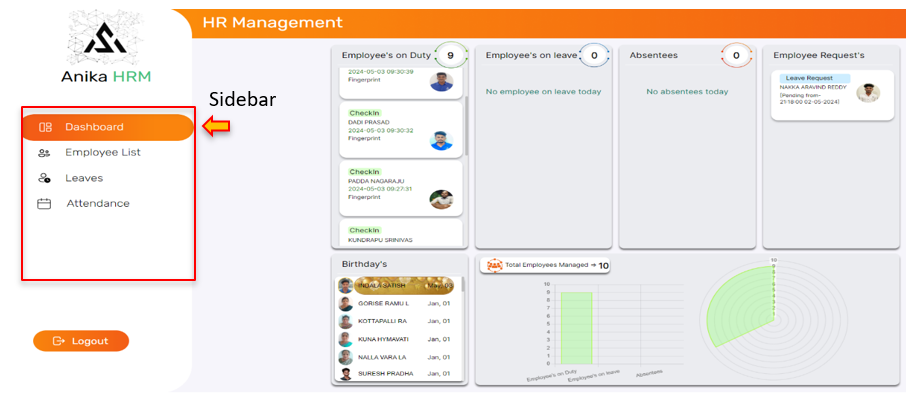 HR Management
Anika HRM
Sidebar
Dashboard
Employee List
Leaves
Attendance
Logout
Employee's on Duty 9
2024-05-03 09:30:39
Fingerprint
CheckIn
DADI PRASAD
2024-05-03 09:30:32
Fingerprint
CheckIn
PADDA NAGARAJU
2024-05-03 09:27:31
Fingerprint
CheckIn
KUNDRAPU SRINIVAS
Employee's on leave 0
No employee on leave today
Absentees 0
No absentees today
Employee Request's
Leave Request
NAKKA ARAVIND REDDY
[Pending from-
21:18:00 02-05-2024]
Birthday's
INDALA SATISH May, 03
GORISE RAMU L Jan, 01
KOTTAPALLI RA Jan, 01
KUNA HYMAVATI Jan, 01
NALLA VARA LA Jan, 01
SURESH PRADHA Jan, 01
Total Employees Managed → 10
10
9
8
7
6
5
4
3
2
1
0
Employee's on Duty
Employee's on leave
Absentees
10
9
8
7
6
5
4
3
2
1